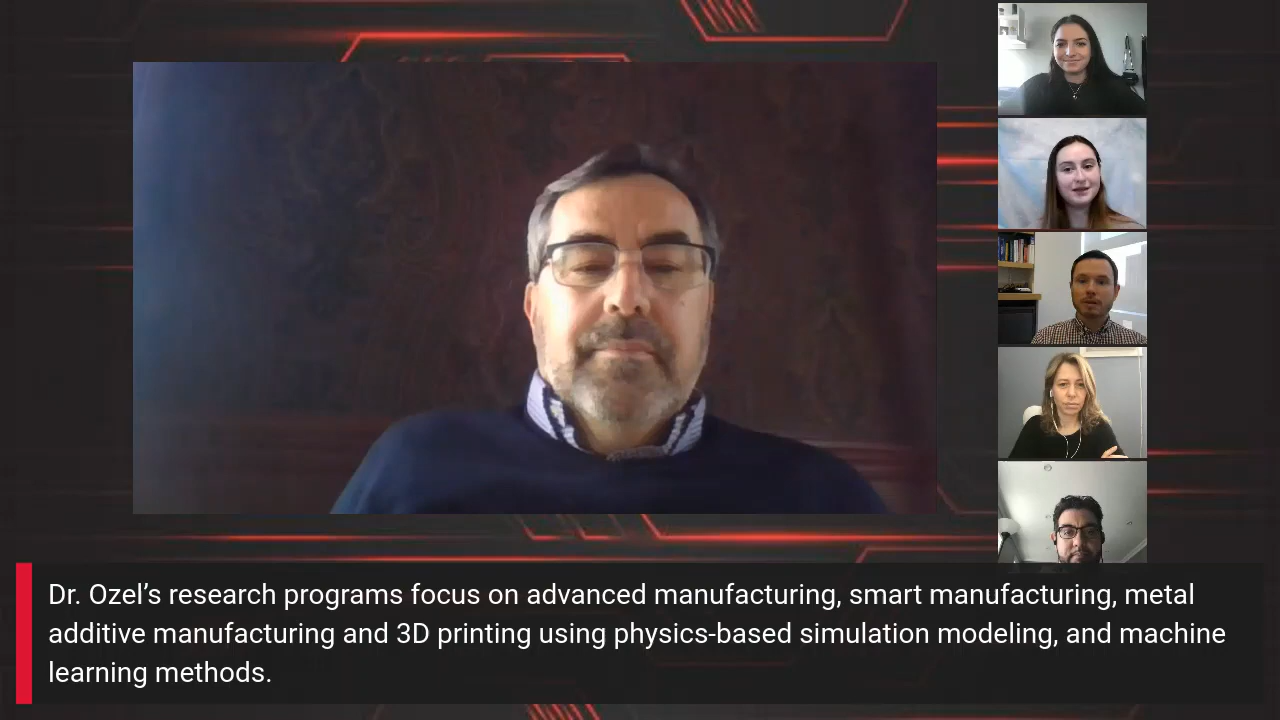 Dr. Ozel’s research programs focus on advanced manufacturing, smart manufacturing, metal
additive manufacturing and 3D printing using physics-based simulation modeling, and machine
learning methods.